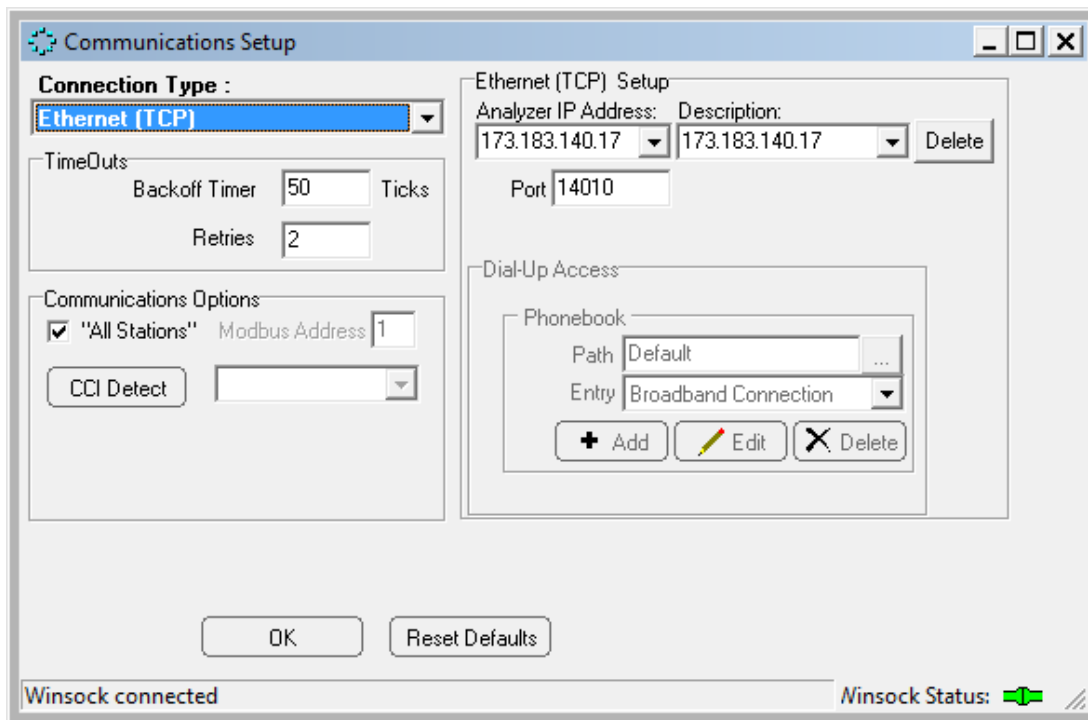 Communications Setup
Connection Type :
Ethernet (TCP)
TimeOuts
Backoff Timer 50 Ticks
Retries 2
Communications Options
"All Stations" Modbus Address 1
CCI Detect
Ethernet (TCP) Setup
Analyzer IP Address: Description:
173.183.140.17 173.183.140.17 Delete
Port 14010
Dial-Up Access
Phonebook
Path Default ...
Entry Broadband Connection
Add Edit Delete
OK Reset Defaults
Winsock connected Winsock Status: